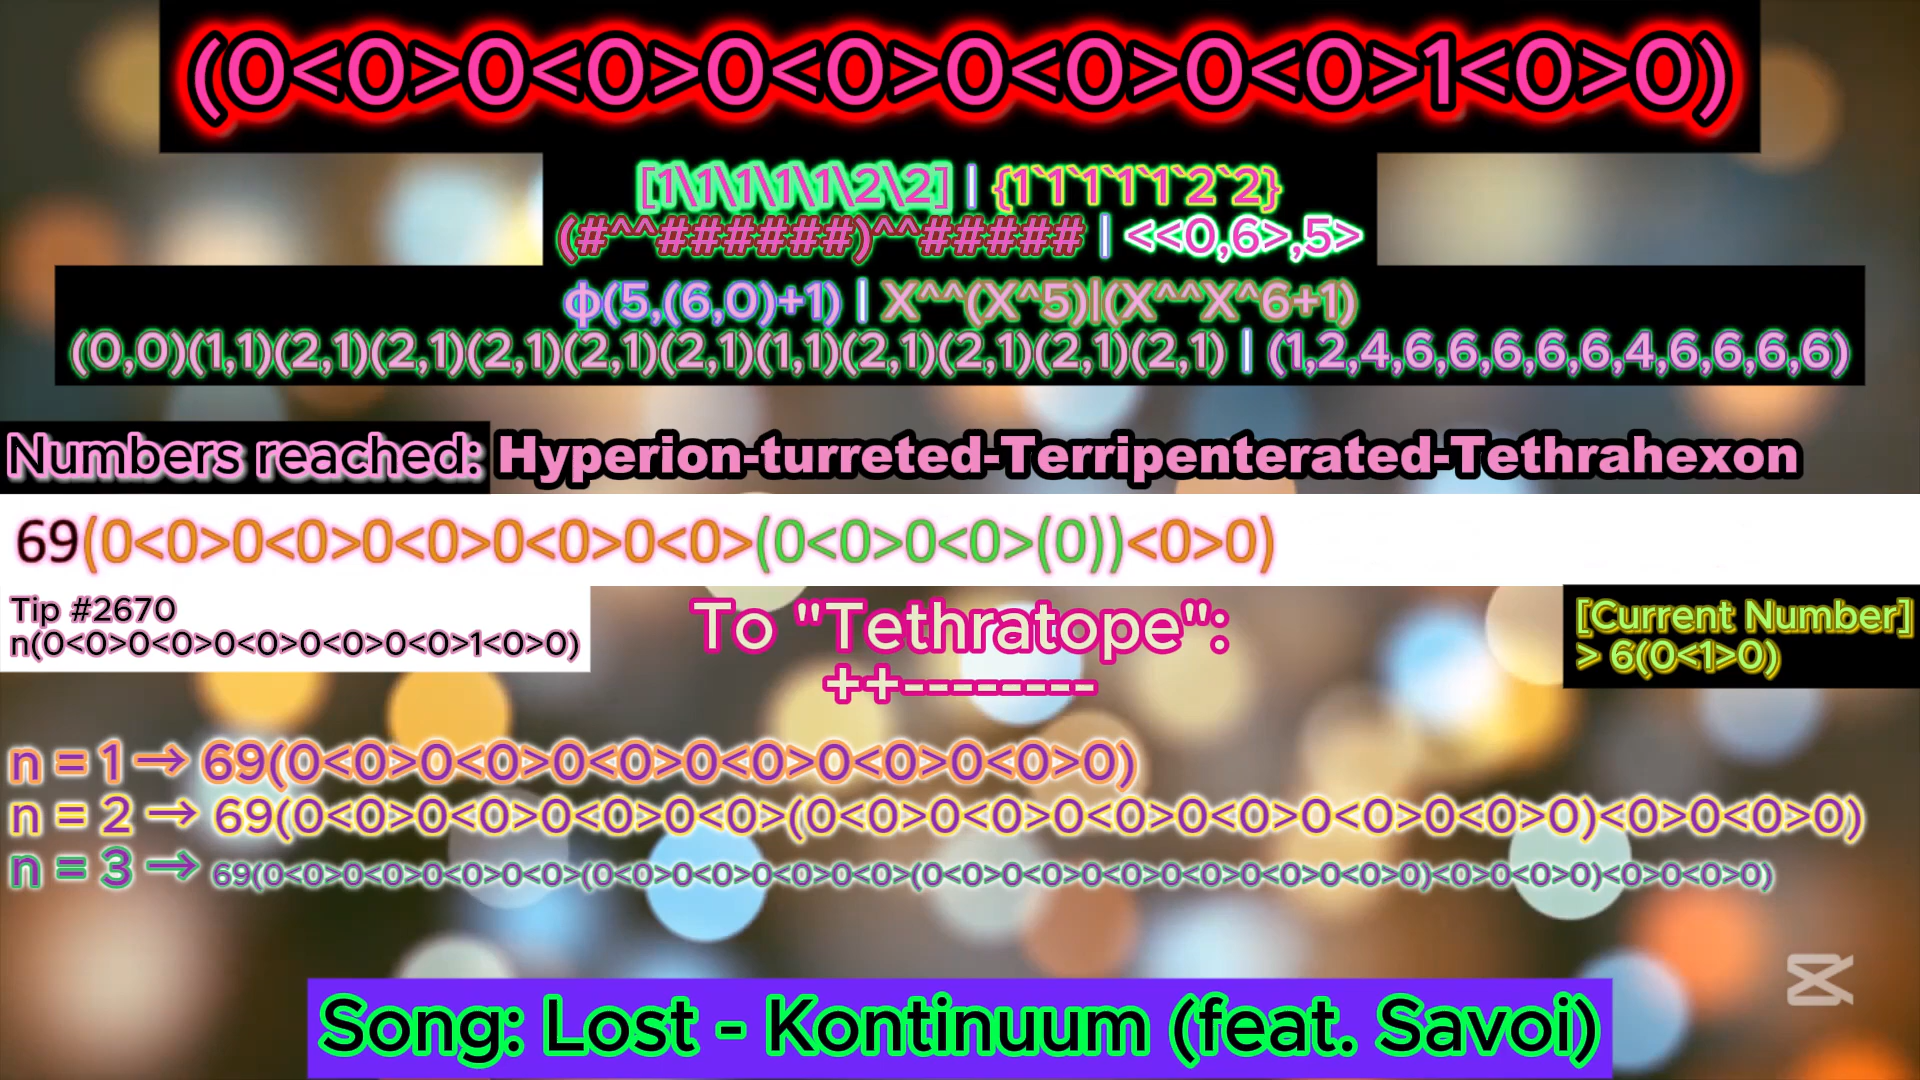 (0<0>0<0>0<0>0<0>0<0>1<0>0)
[1\1\1\1\1\2\2] | {1`1`1`1`1`2`2}
(#^^######)^^##### | <<0,6>,5>
φ(5,(6,0)+1) | X^^(X^5)|(X^^X^6+1)
(0,0)(1,1)(2,1)(2,1)(2,1)(2,1)(2,1)(1,1)(2,1)(2,1)(2,1)(2,1) | (1,2,4,6,6,6,6,6,4,6,6,6,6)
Numbers reached: Hyperion-turreted-Terripenterated-Tethrahexon
69(0<0>0<0>0<0>0<0>0<0>(0<0>0<0>(0))<0>0)
Tip #2670
n(0<0>0<0>0<0>0<0>0<0>1<0>0)
To "Tethratope":
++--------
[Current Number]
> 6(0<1>0)
n = 1 → 69(0<0>0<0>0<0>0<0>0<0>0<0>0<0>0<0>0)
n = 2 → 69(0<0>0<0>0<0>0<0>(0<0>0<0>0<0>0<0>0<0>0<0>0)<0>0<0>0)
n = 3 → 69(0<0>0<0>0<0>0<0>(0<0>0<0>0<0>0<0>(0<0>0<0>0<0>0<0>0<0>0<0>0)<0>0<0>0)<0>0<0>0)
Song: Lost - Kontinuum (feat. Savoi)